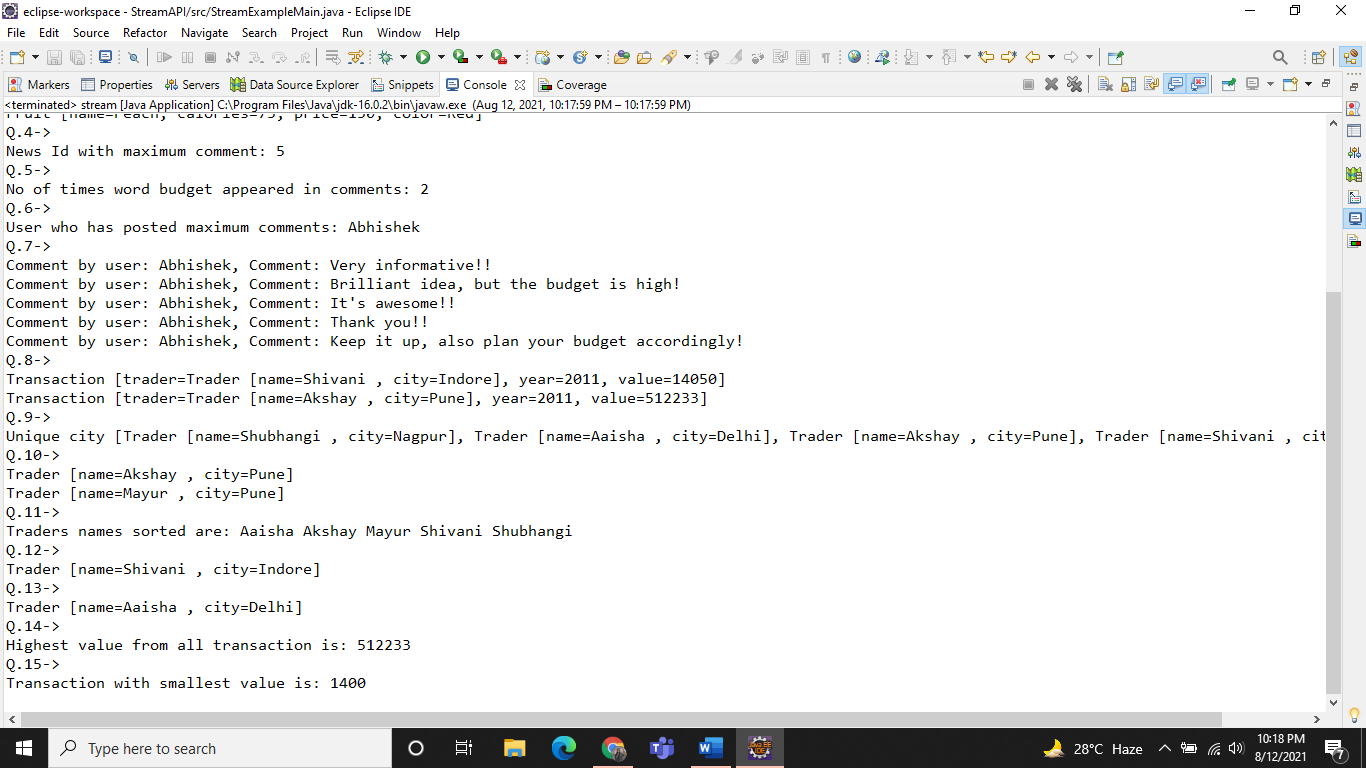 eclipse-workspace - StreamAPI/src/StreamExampleMain.java - Eclipse IDE
File Edit Source Refactor Navigate Search Project Run Window Help
Markers Properties Servers Data Source Explorer Snippets Console Coverage
<terminated> stream [Java Application] C:\Program Files\Java\jdk-16.0.2\bin\javaw.exe (Aug 12, 2021, 10:17:59 PM – 10:17:59 PM)
Fruit [name=Peach, calories=75, price=190, color=Red]
Q.4->
News Id with maximum comment: 5
Q.5->
No of times word budget appeared in comments: 2
Q.6->
User who has posted maximum comments: Abhishek
Q.7->
Comment by user: Abhishek, Comment: Very informative!!
Comment by user: Abhishek, Comment: Brilliant idea, but the budget is high!
Comment by user: Abhishek, Comment: It's awesome!!
Comment by user: Abhishek, Comment: Thank you!!
Comment by user: Abhishek, Comment: Keep it up, also plan your budget accordingly!
Q.8->
Transaction [trader=Trader [name=Shivani , city=Indore], year=2011, value=14050]
Transaction [trader=Trader [name=Akshay , city=Pune], year=2011, value=512233]
Q.9->
Unique city [Trader [name=Shubhangi , city=Nagpur], Trader [name=Aaisha , city=Delhi], Trader [name=Akshay , city=Pune], Trader [name=Shivani , cit
Q.10->
Trader [name=Akshay , city=Pune]
Trader [name=Mayur , city=Pune]
Q.11->
Traders names sorted are: Aaisha Akshay Mayur Shivani Shubhangi
Q.12->
Trader [name=Shivani , city=Indore]
Q.13->
Trader [name=Aaisha , city=Delhi]
Q.14->
Highest value from all transaction is: 512233
Q.15->
Transaction with smallest value is: 1400
Type here to search
28°C Haze
10:18 PM
8/12/2021
7